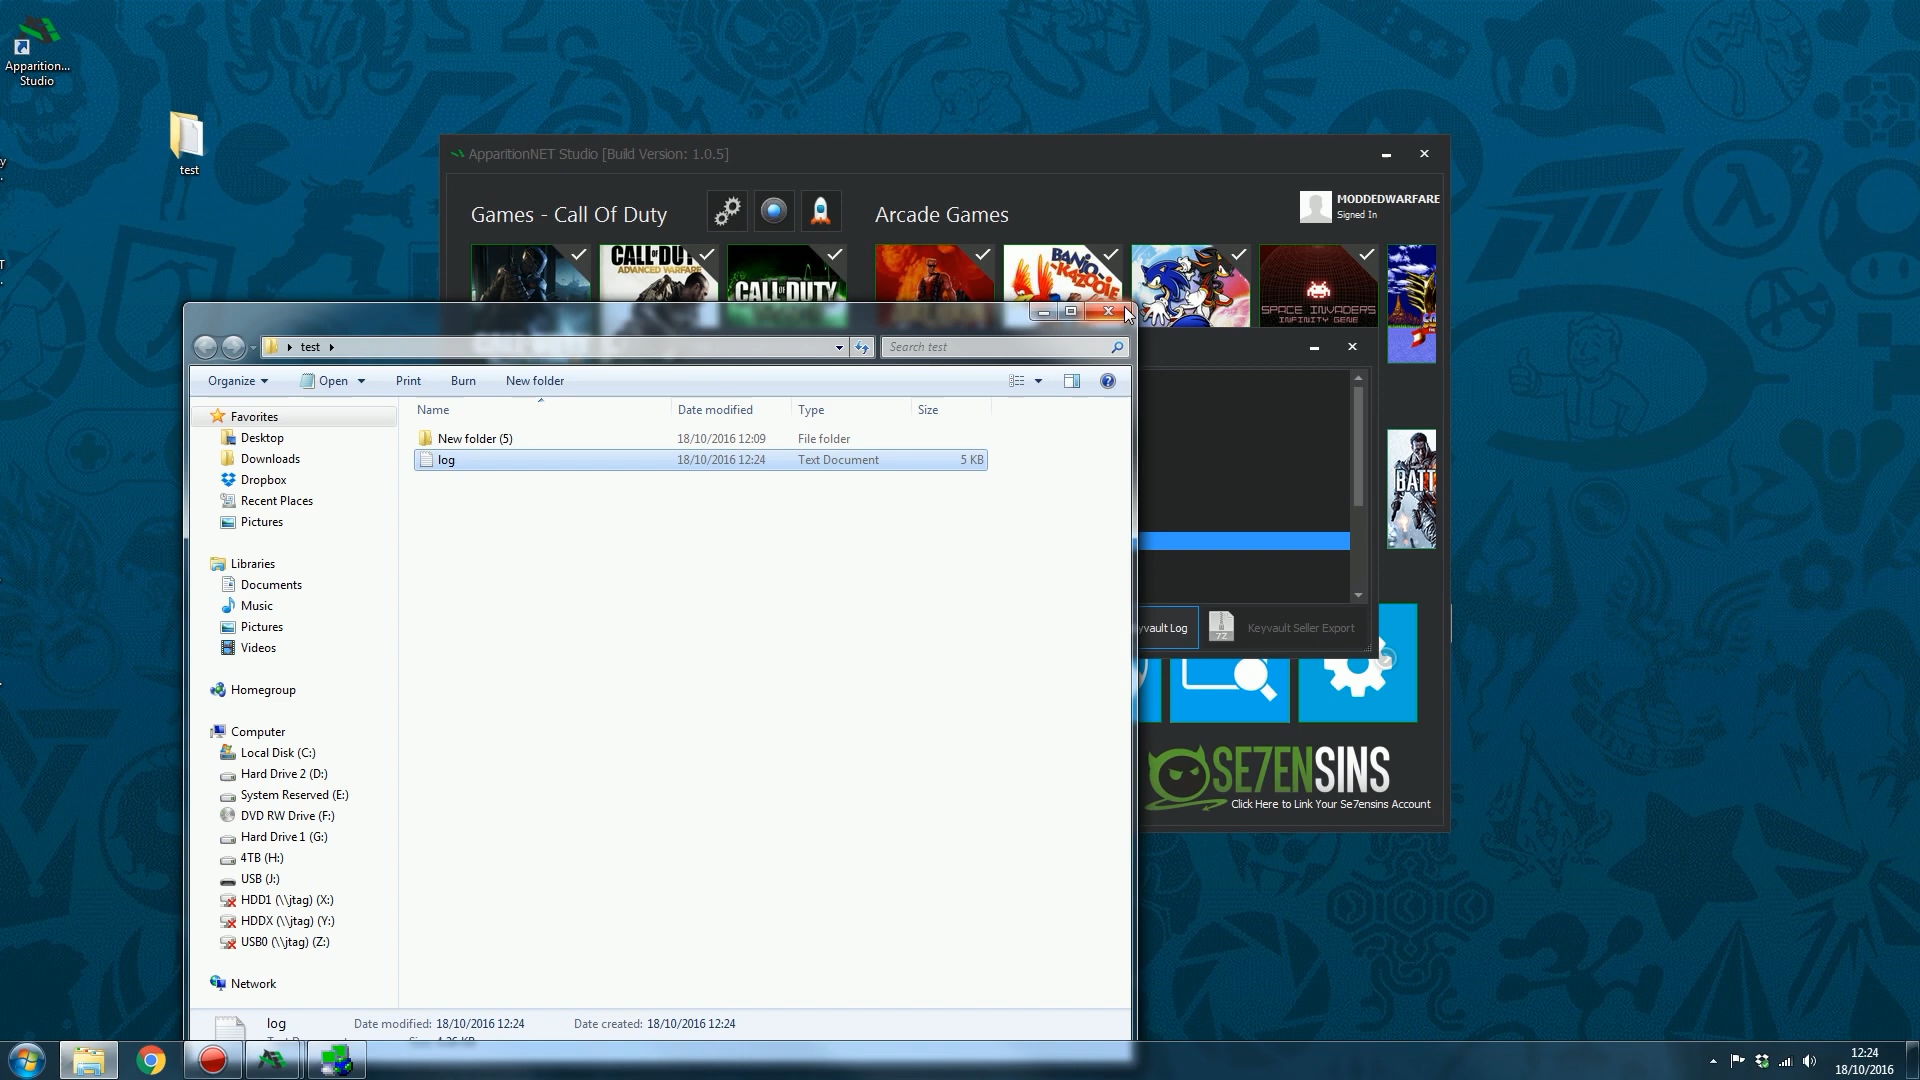 Apparition...
Studio
test
ApparitionNET Studio [Build Version: 1.0.5]
Games - Call Of Duty
Arcade Games
MODDEDWARFARE
Signed In
CALL OF DUTY
ADVANCED WARFARE
CALL OF DUTY
BANJO-KAZOOIE
SPACE INVADERS
INFINITY GENE
test
Search test
Organize
Open
Print
Burn
New folder
Name
Date modified
Type
Size
New folder (5)
18/10/2016 12:09
File folder
log
18/10/2016 12:24
Text Document
5 KB
Favorites
Desktop
Downloads
Dropbox
Recent Places
Pictures
Libraries
Documents
Music
Pictures
Videos
Homegroup
Computer
Local Disk (C:)
Hard Drive 2 (D:)
System Reserved (E:)
DVD RW Drive (F:)
Hard Drive 1 (G:)
4TB (H:)
USB (J:)
HDD1 (\\jtag) (X:)
HDDX (\\jtag) (Y:)
USB0 (\\jtag) (Z:)
Network
BATT
yvault Log
7Z
Keyvault Seller Export
SE7ENSINS
Click Here to Link Your Se7ensins Account
log
Date modified: 18/10/2016 12:24
Date created: 18/10/2016 12:24
12:24
18/10/2016